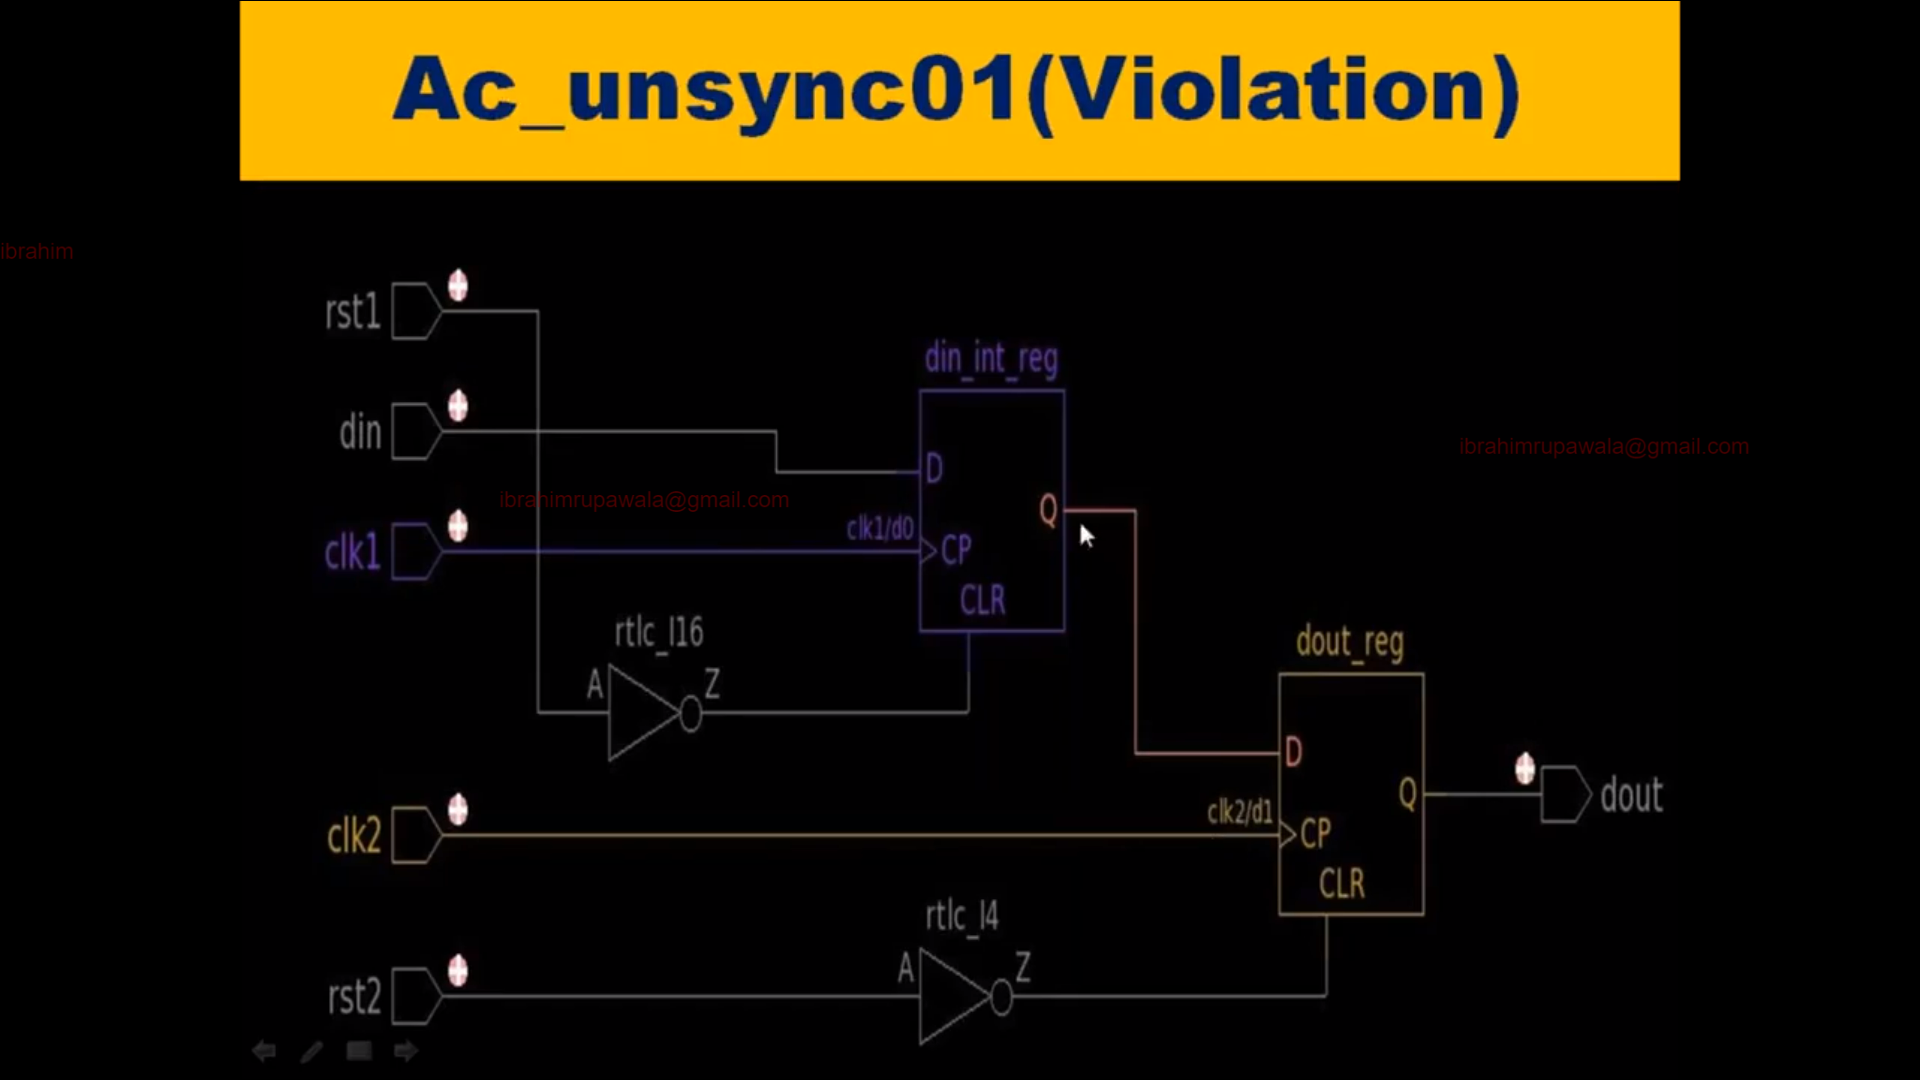 Ac_unsync01(Violation)
ibrahim
rst1
din_int_reg
din
D
ibrahimrupawala@gmail.com
ibrahimrupawala@gmail.com
Q
clk1
clk1/d0
CP
CLR
rtlc_I16
A
Z
dout_reg
D
clk2/d1
Q
dout
clk2
CP
CLR
rtlc_I4
A
Z
rst2